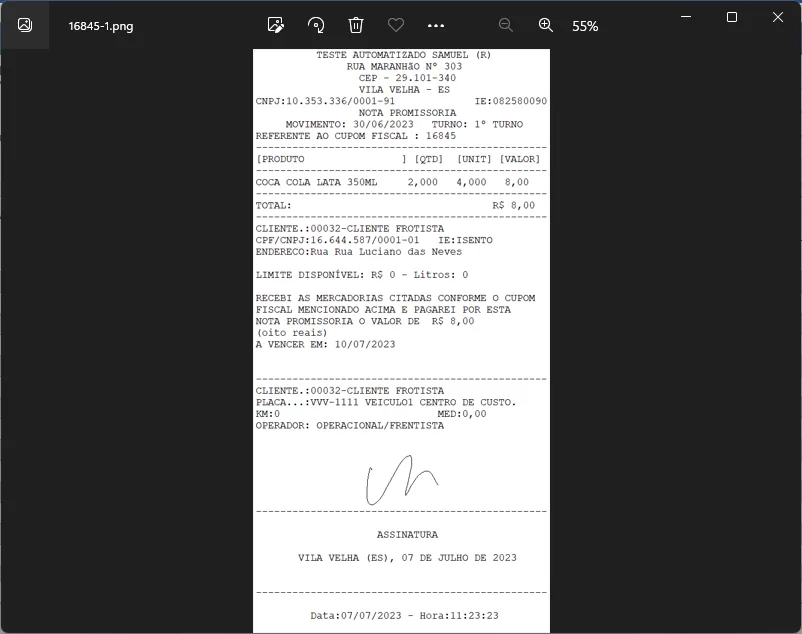 16845-1.png
55%
TESTE AUTOMATIZADO SAMUEL (R)
RUA MARANHãO Nº 303
CEP - 29.101-340
VILA VELHA - ES
CNPJ:10.353.336/0001-91 IE:082580090
NOTA PROMISSORIA
MOVIMENTO: 30/06/2023 TURNO: 1º TURNO
REFERENTE AO CUPOM FISCAL : 16845
[PRODUTO ] [QTD] [UNIT] [VALOR]
COCA COLA LATA 350ML 2,000 4,000 8,00
TOTAL: R$ 8,00
CLIENTE.:00032-CLIENTE FROTISTA
CPF/CNPJ:16.644.587/0001-01 IE:ISENTO
ENDERECO:Rua Rua Luciano das Neves
LIMITE DISPONÍVEL: R$ 0 - Litros: 0
RECEBI AS MERCADORIAS CITADAS CONFORME O CUPOM
FISCAL MENCIONADO ACIMA E PAGAREI POR ESTA
NOTA PROMISSORIA O VALOR DE R$ 8,00
(oito reais)
A VENCER EM: 10/07/2023
CLIENTE.:00032-CLIENTE FROTISTA
PLACA...:VVV-1111 VEICULO1 CENTRO DE CUSTO.
KM:0 MED:0,00
OPERADOR: OPERACIONAL/FRENTISTA
ASSINATURA
VILA VELHA (ES), 07 DE JULHO DE 2023
Data:07/07/2023 - Hora:11:23:23